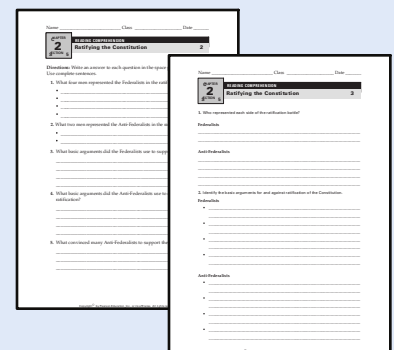 Name Class Date
CHAPTER
2
SECTION 5
READING COMPREHENSION
Ratifying the Constitution 2
Directions: Write an answer to each question in the space
Use complete sentences.
1. What four men represented the Federalists in the
2. What two men represented the Anti-Federalists in the
3. What basic arguments did the Federalists use to
4. What basic arguments did the Anti-Federalists use to
ratification?
5. What convinced many Anti-Federalists to support the
Name Class Date
CHAPTER
2
SECTION 5
READING COMPREHENSION
Ratifying the Constitution 3
1. Who represented each side of the ratification battle?
Federalists
Anti-Federalists
2. Identify the basic arguments for and against ratification of the Constitution.
Federalists
Anti-Federalists